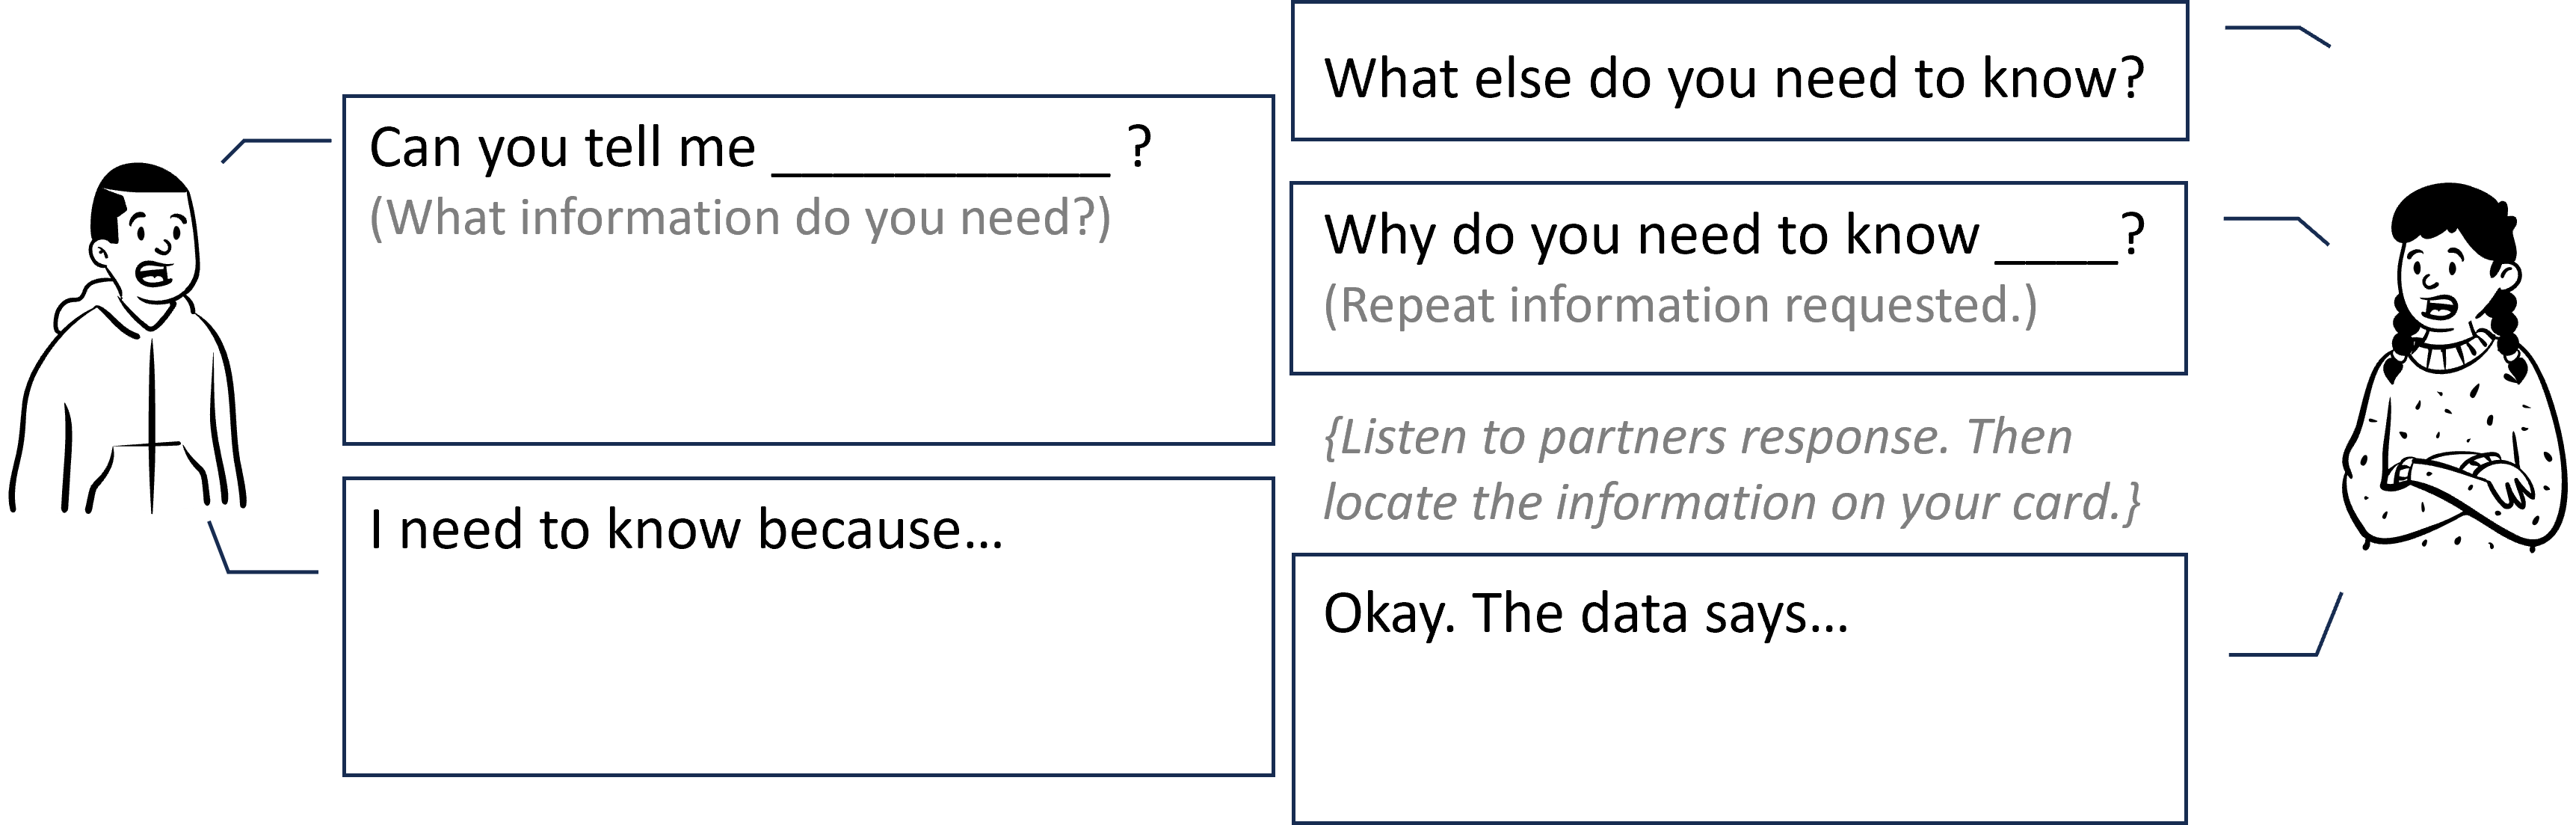 What else do you need to know?
Can you tell me ___________ ?
(What information do you need?)
Why do you need to know ____?
(Repeat information requested.)
{Listen to partners response. Then
locate the information on your card.}
I need to know because...
Okay. The data says...